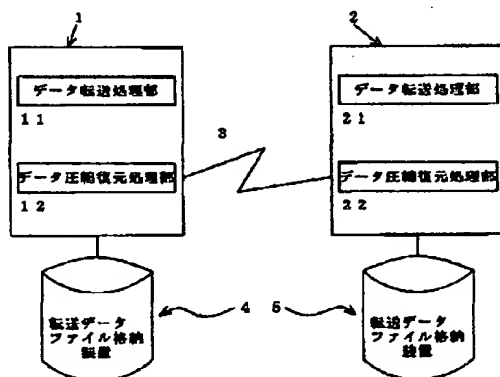 1
2
データ転送処理部
データ転送処理部
11
21
3
データ圧縮復元処理部
データ圧縮復元処理部
12
22
4
5
転送データ
ファイル格納
装置
転送データ
ファイル格納
装置